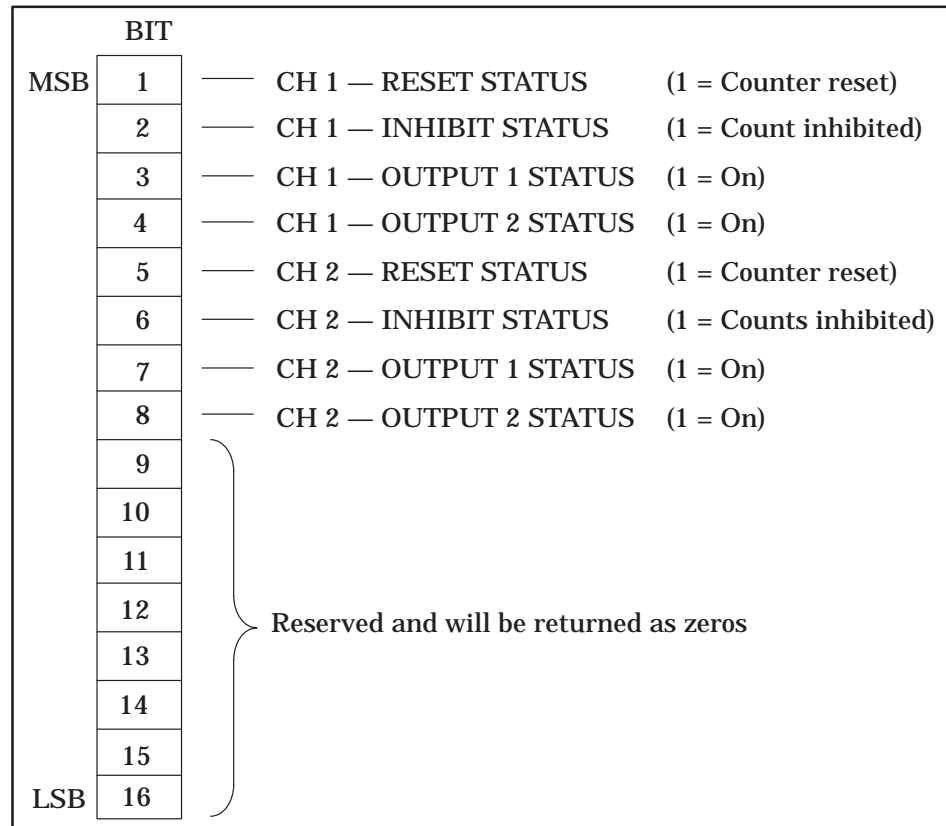 BIT
MSB 1 CH 1 — RESET STATUS (1 = Counter reset)
2 CH 1 — INHIBIT STATUS (1 = Count inhibited)
3 CH 1 — OUTPUT 1 STATUS (1 = On)
4 CH 1 — OUTPUT 2 STATUS (1 = On)
5 CH 2 — RESET STATUS (1 = Counter reset)
6 CH 2 — INHIBIT STATUS (1 = Counts inhibited)
7 CH 2 — OUTPUT 1 STATUS (1 = On)
8 CH 2 — OUTPUT 2 STATUS (1 = On)
9
10
11
12 Reserved and will be returned as zeros
13
14
15
LSB 16